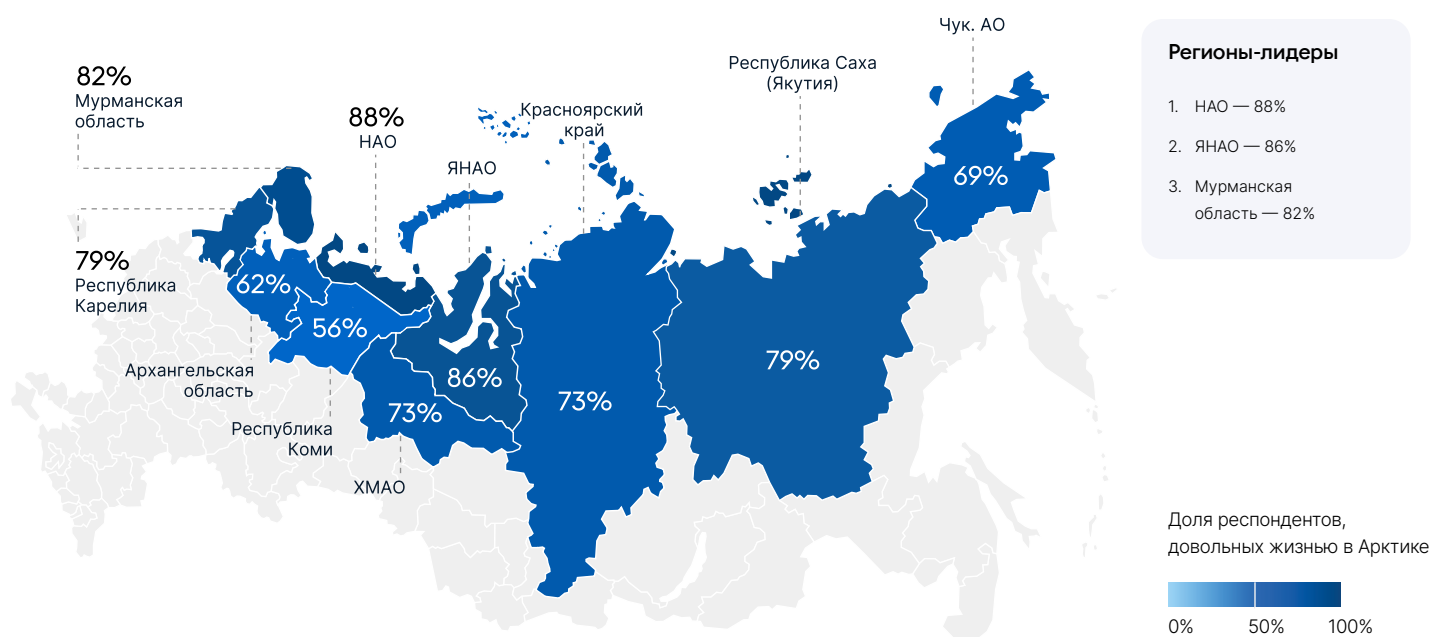 Чук. АО
Республика Саха
(Якутия)
82%
Мурманская
область
88%
НАО
Красноярский
край
ЯНАО
69%
79%
Республика
Карелия
62%
56%
86%
79%
73%
73%
Архангельская
область
Республика
Коми
ХМАО
Регионы-лидеры
1. НАО — 88%
2. ЯНАО — 86%
3. Мурманская
область — 82%
Доля респондентов,
довольных жизнью в Арктике
0% 50% 100%